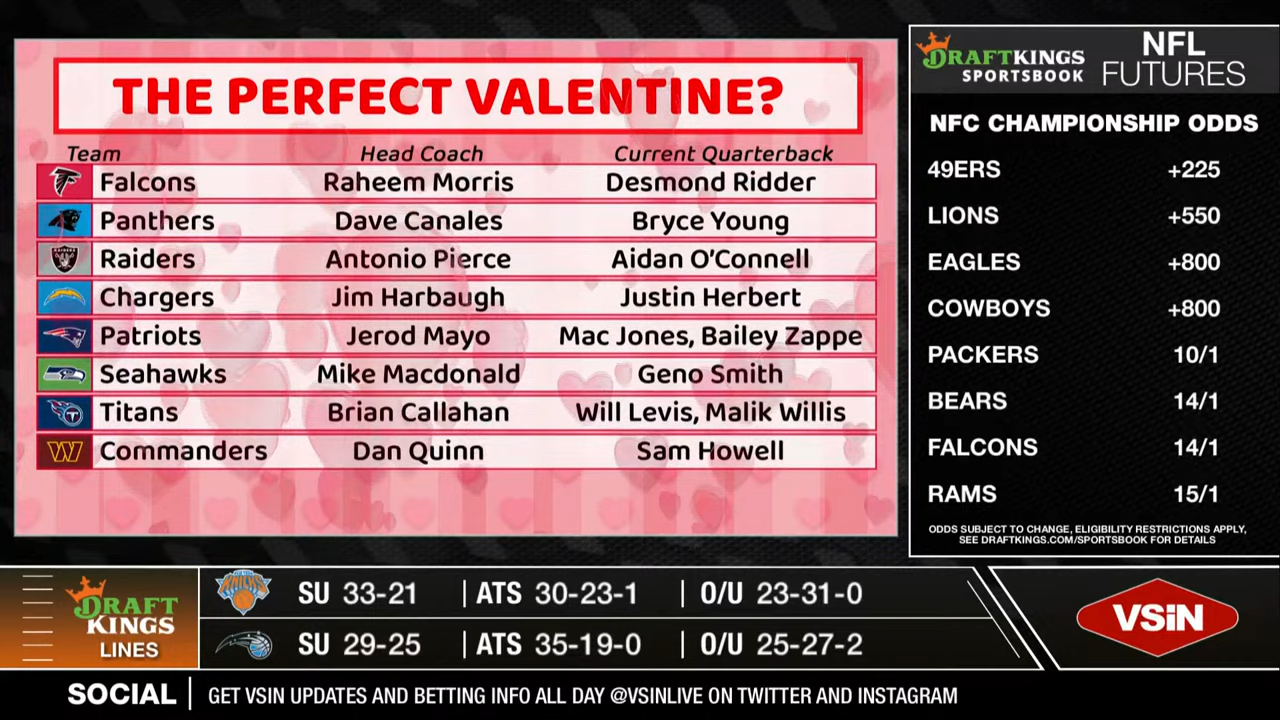 THE PERFECT VALENTINE?
Team Head Coach Current Quarterback
Falcons Raheem Morris Desmond Ridder
Panthers Dave Canales Bryce Young
RAIDERS Raiders Antonio Pierce Aidan O'Connell
Chargers Jim Harbaugh Justin Herbert
Patriots Jerod Mayo Mac Jones, Bailey Zappe
Seahawks Mike Macdonald Geno Smith
Titans Brian Callahan Will Levis, Malik Willis
W Commanders Dan Quinn Sam Howell
DRAFTKINGS
SPORTSBOOK
NFL
FUTURES
NFC CHAMPIONSHIP ODDS
49ERS +225
LIONS +550
EAGLES +800
COWBOYS +800
PACKERS 10/1
BEARS 14/1
FALCONS 14/1
RAMS 15/1
ODDS SUBJECT TO CHANGE, ELIGIBILITY RESTRICTIONS APPLY,
SEE DRAFTKINGS.COM/SPORTSBOOK FOR DETAILS
DRAFT
KINGS
LINES
KNICKS SU 33-21 | ATS 30-23-1 | O/U 23-31-0
SU 29-25 | ATS 35-19-0 | O/U 25-27-2
VSiN
SOCIAL | GET VSIN UPDATES AND BETTING INFO ALL DAY @VSINLIVE ON TWITTER AND INSTAGRAM